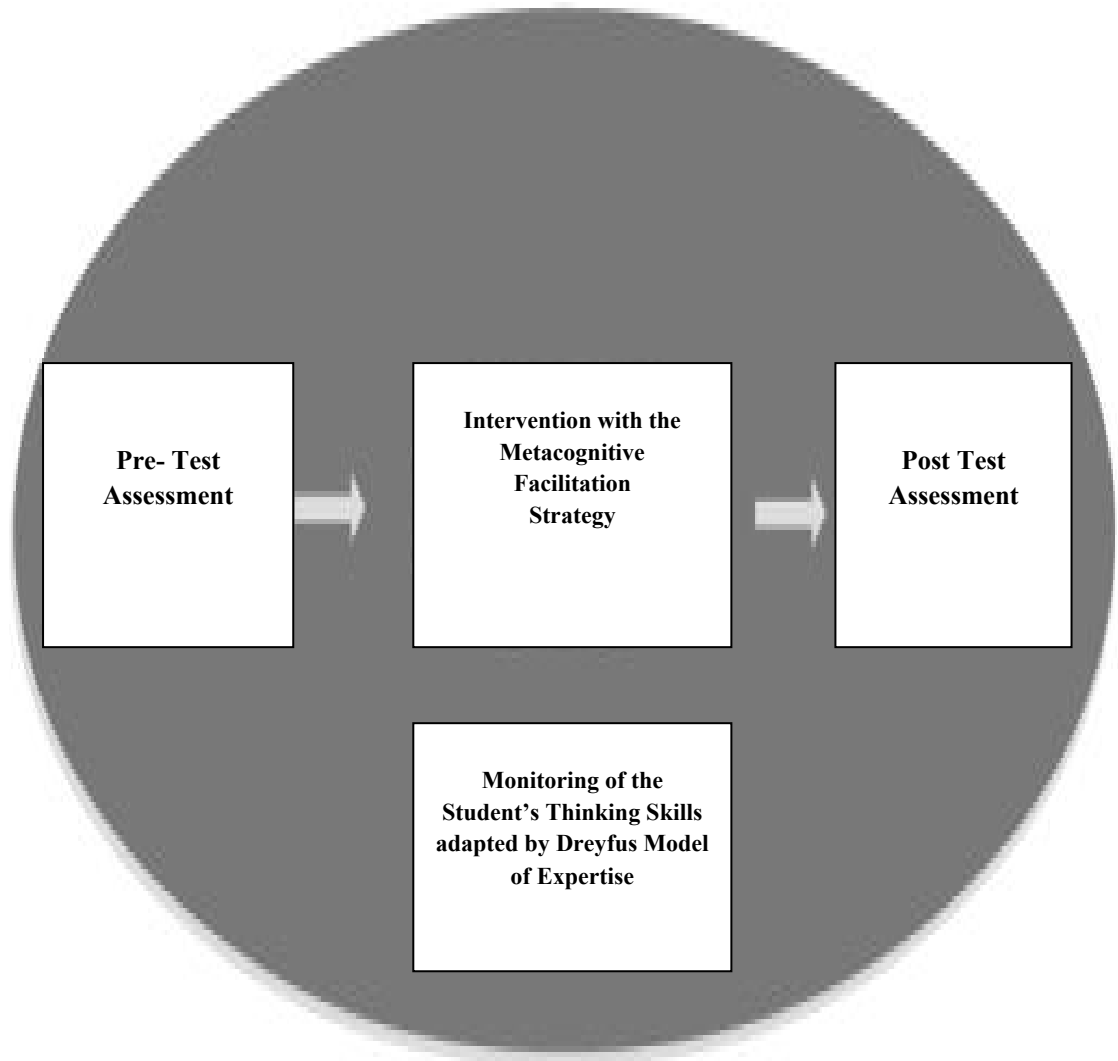 Pre- Test
Assessment
Intervention with the
Metacognitive
Facilitation
Strategy
Post Test
Assessment
Monitoring of the
Student’s Thinking Skills
adapted by Dreyfus Model
of Expertise